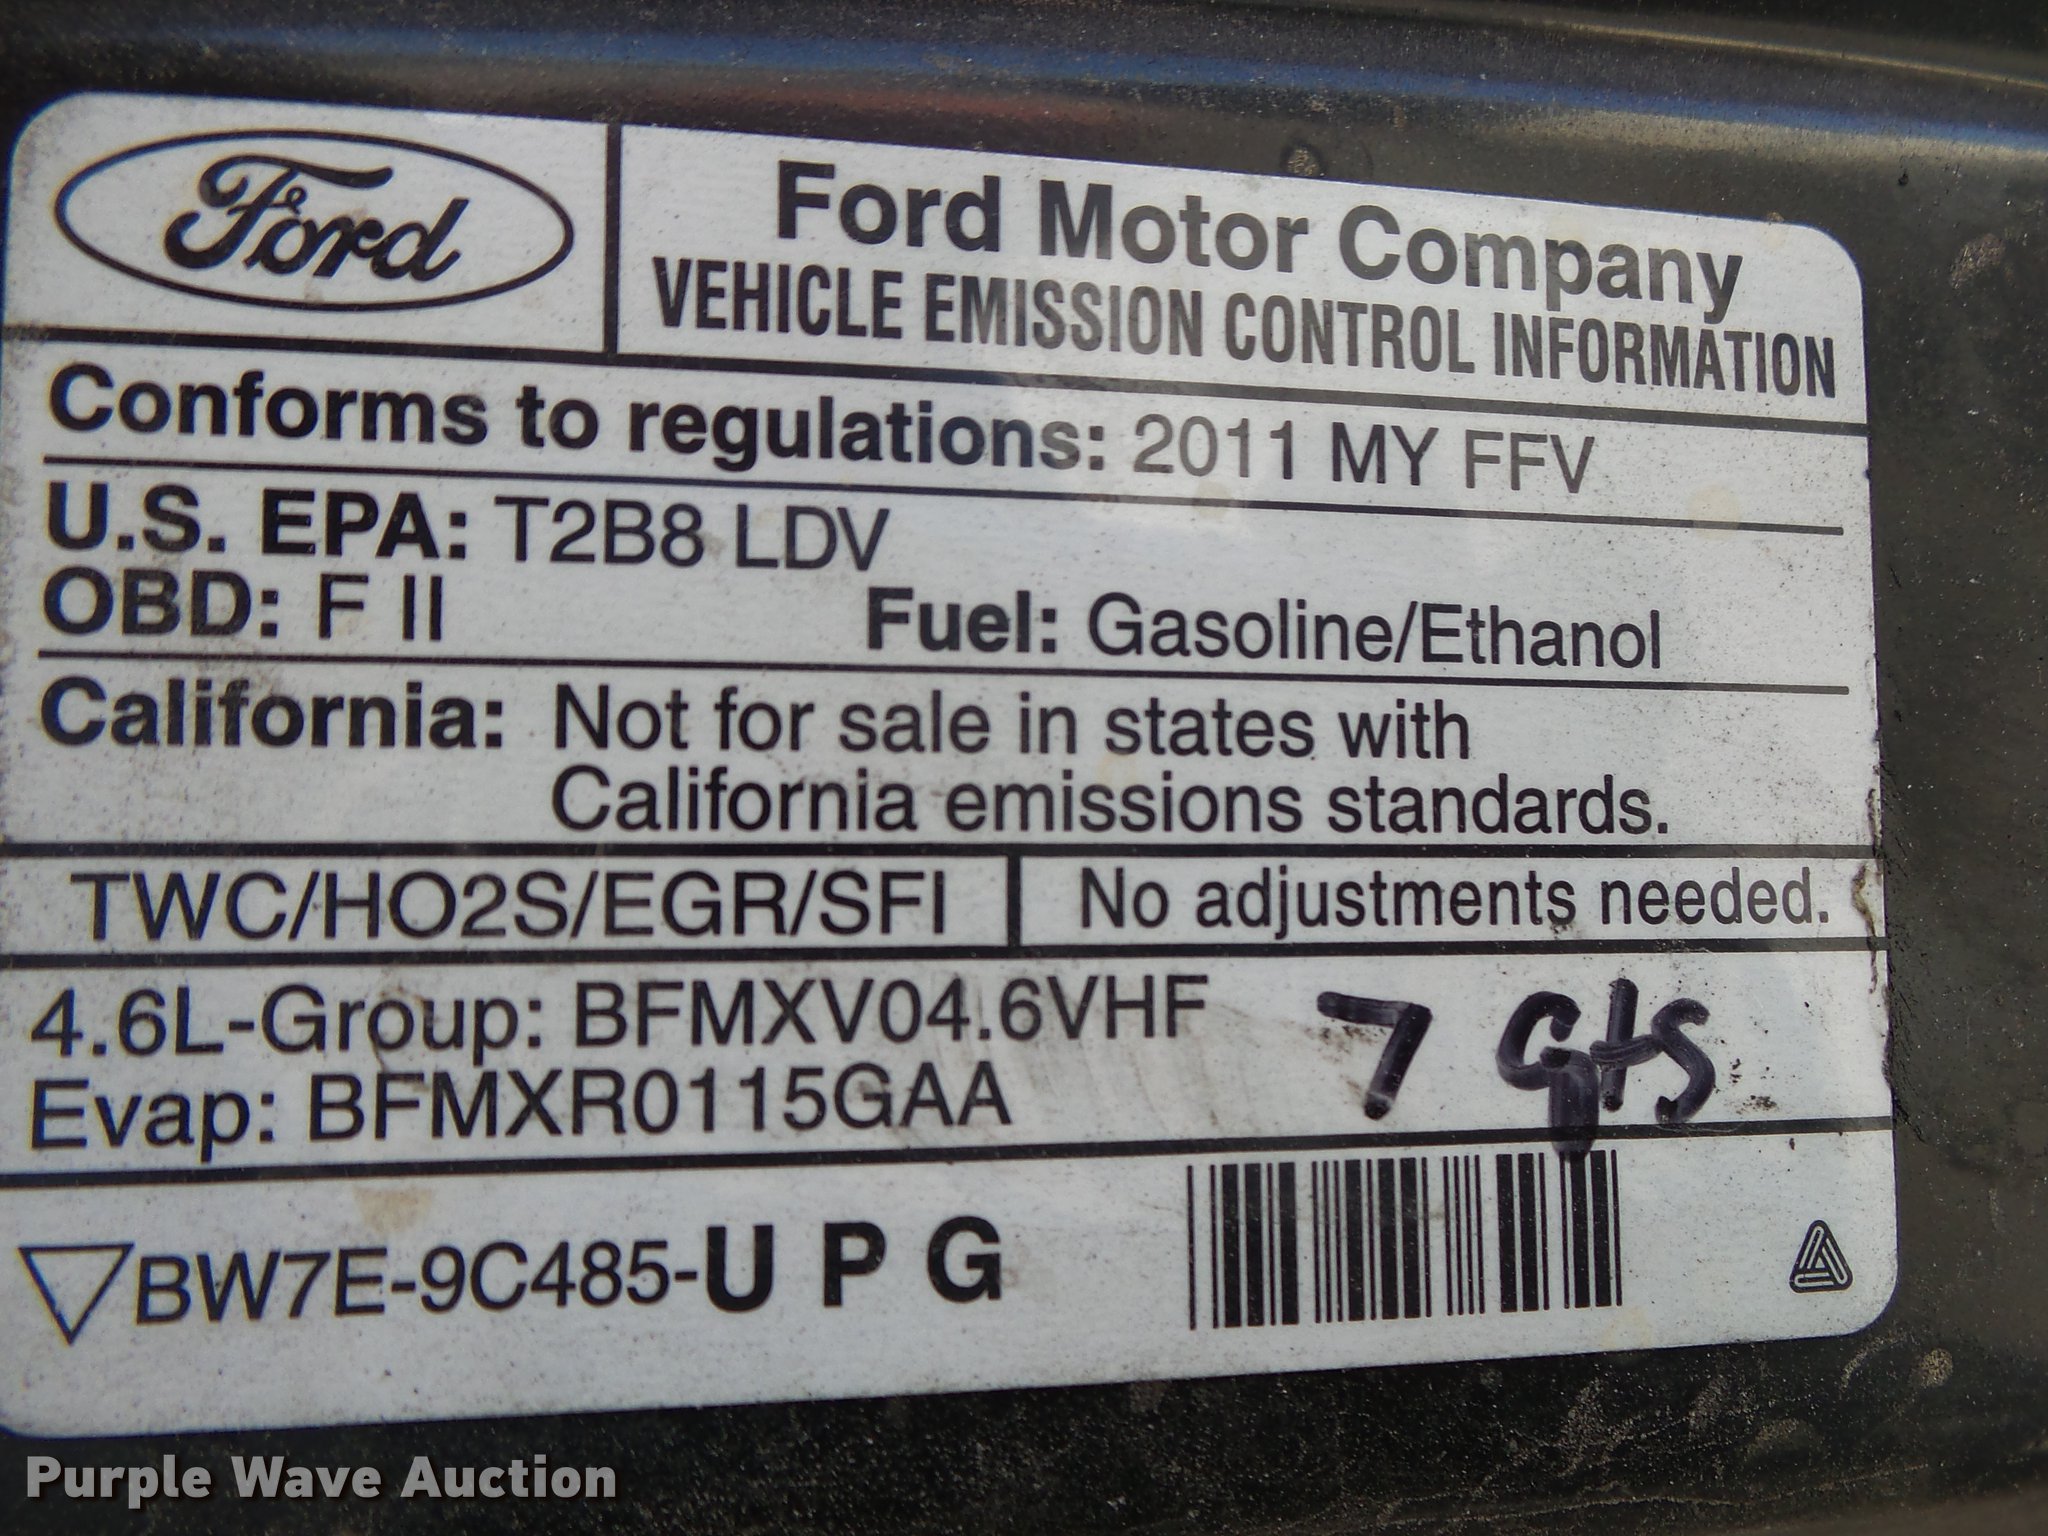 Ford
Ford Motor Company
VEHICLE EMISSION CONTROL INFORMATION
Conforms to regulations: 2011 MY FFV
U.S. EPA: T2B8 LDV
OBD: F II Fuel: Gasoline/Ethanol
California: Not for sale in states with
California emissions standards.
TWC/HO2S/EGR/SFI No adjustments needed.
4.6L-Group: BFMXV04.6VHF 7 qts
Evap: BFMXR0115GAA
BW7E-9C485-U P G
Purple Wave Auction